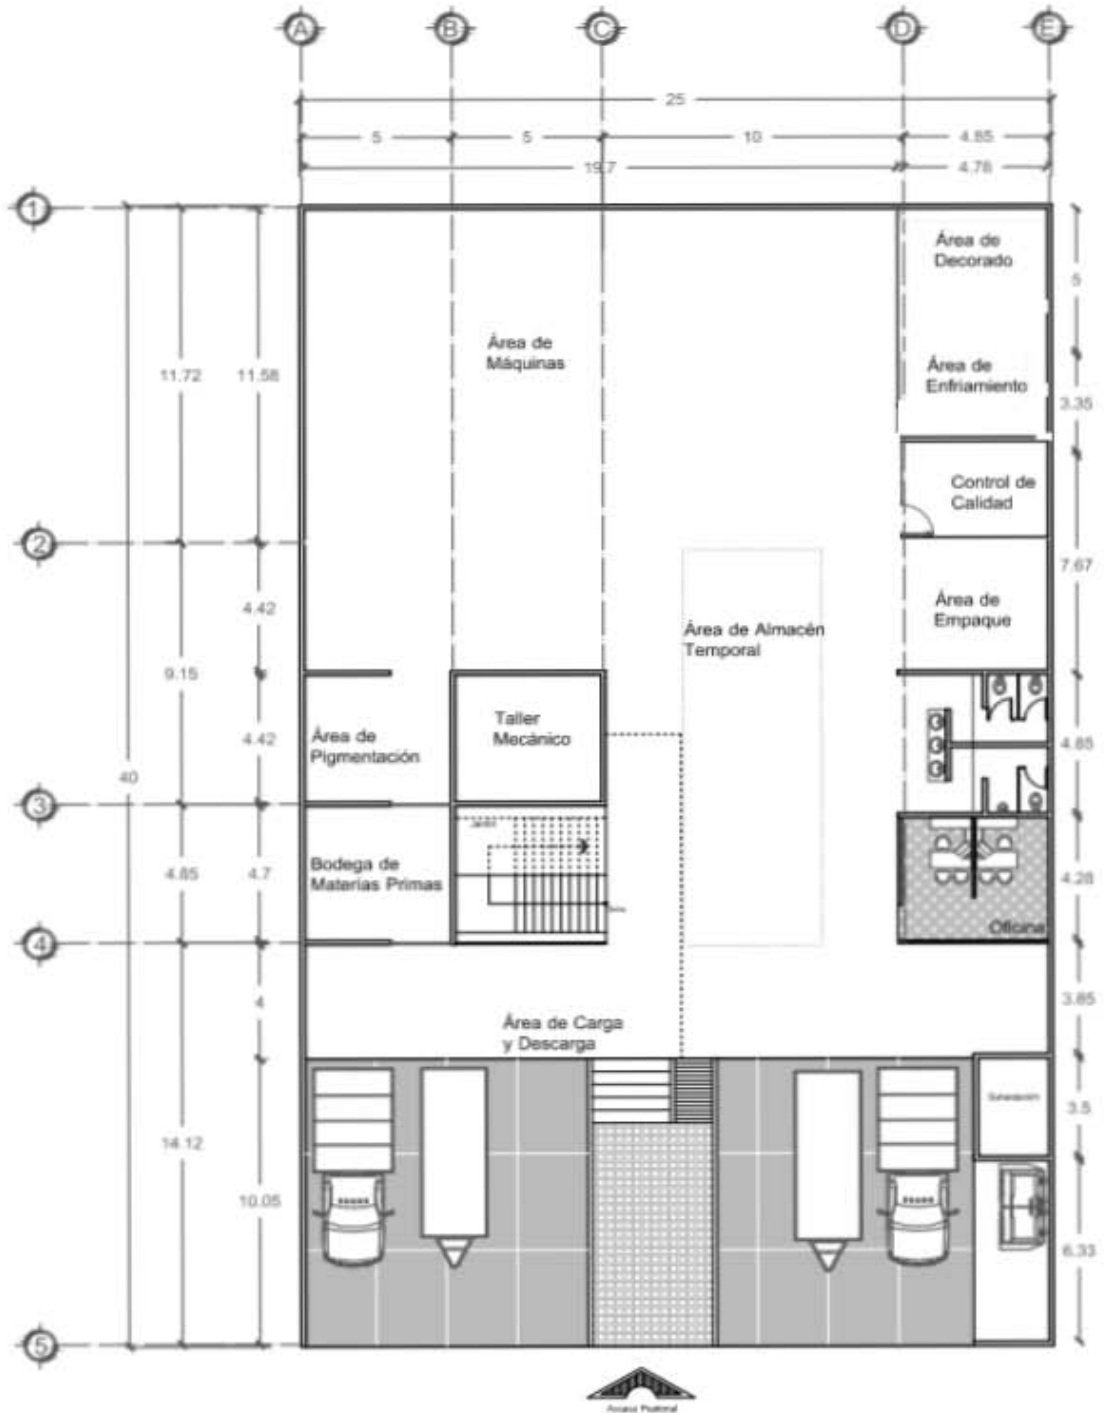 A B C D E
25
5 5 10 4.85
19.7 4.78
1
Área de
Decorado
5
Área de
Máquinas
Área de
Enfriamiento
11.72 11.58
3.35
Control de
Calidad
2
7.67
4.42
Área de
Empaque
Área de Almacén
Temporal
9.15
Taller
Mecánico
Área de
Pigmentación
4.42
4.85
40
3
Jardín
Bodega de
Materias Primas
4.85 4.7
4.28
Oficina
4
4
3.85
Área de Carga
y Descarga
3.5
14.12
10.05
6.33
5
Acceso Peatonal